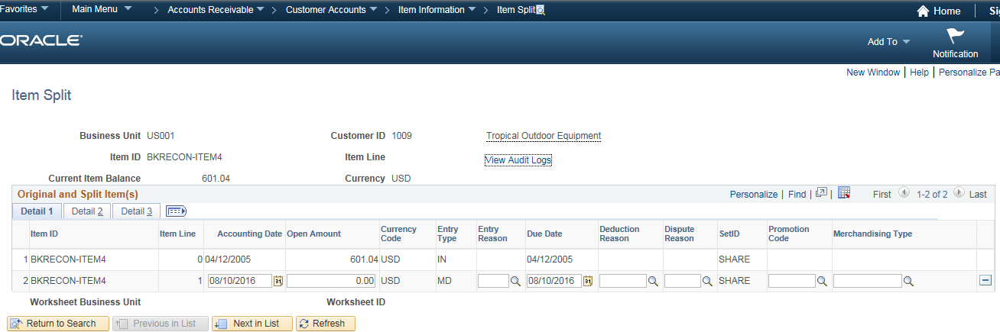 Favorites Main Menu > Accounts Receivable > Customer Accounts > Item Information > Item Split Home
ORACLE Add To Notification
New Window | Help | Personalize Pa
Item Split
Business Unit US001 Customer ID 1009 Tropical Outdoor Equipment
Item ID BKRECON-ITEM4 Item Line View Audit Logs
Current Item Balance 601.04 Currency USD
Original and Split Item(s) Personalize | Find | | First 1-2 of 2 Last
Detail 1 Detail 2 Detail 3
Item ID Item Line Accounting Date Open Amount Currency Code Entry Type Entry Reason Due Date Deduction Reason Dispute Reason SetID Promotion Code Merchandising Type
1 BKRECON-ITEM4 0 04/12/2005 601.04 USD IN 04/12/2005 SHARE
2 BKRECON-ITEM4 1 08/10/2016 31 0.00 USD MD 08/10/2016 31 SHARE
Worksheet Business Unit Worksheet ID
Return to Search Previous in List Next in List Refresh